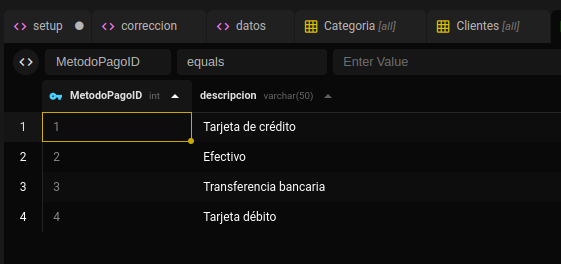 setup correccion datos Categoria [all] Clientes [all]
MetodoPagoID equals Enter Value
MetodoPagoID int descripcion varchar(50)
1 1 Tarjeta de crédito
2 2 Efectivo
3 3 Transferencia bancaria
4 4 Tarjeta débito